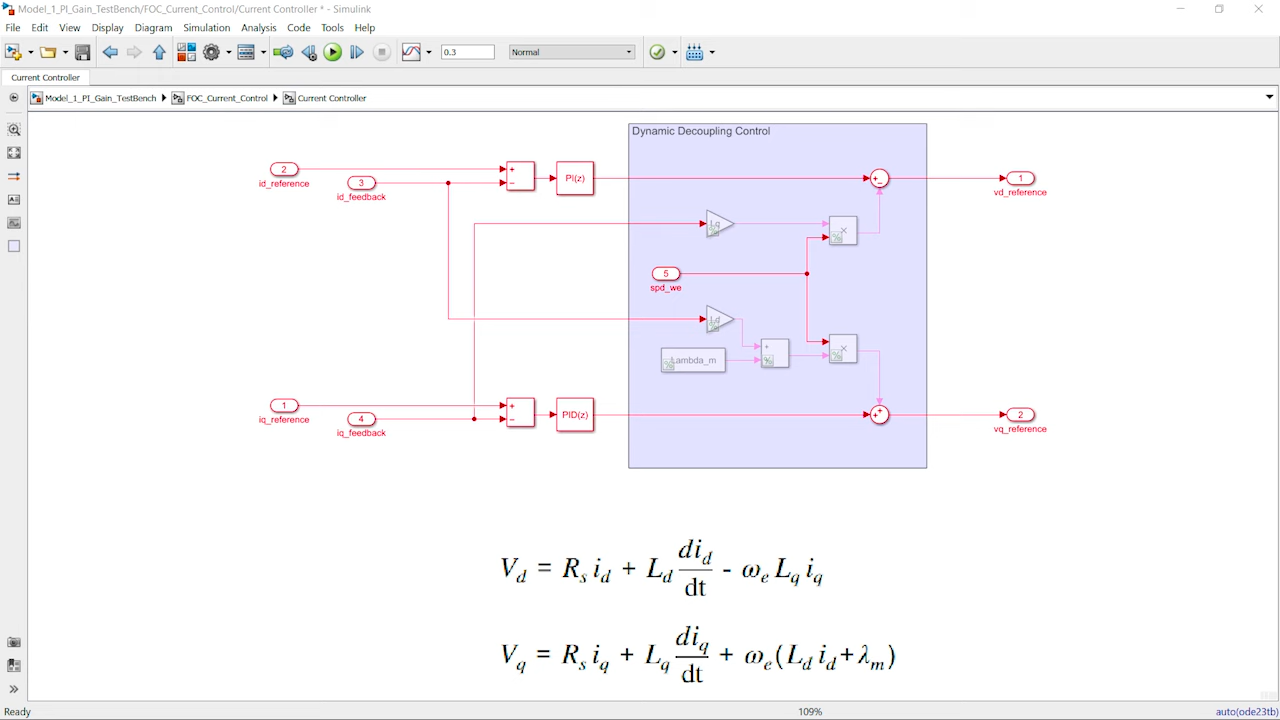 Model_1_PI_Gain_TestBench/FOC_Current_Control/Current Controller * - Simulink
File Edit View Display Diagram Simulation Analysis Code Tools Help
0.3 Normal
Current Controller
Model_1_PI_Gain_TestBench FOC_Current_Control Current Controller
Dynamic Decoupling Control
2
id_reference
3
id_feedback
+
−
PI(z)
+
−
1
vd_reference
Lq
×
%
5
spd_we
%
Lambda_m
+
×
%
1
iq_reference
4
iq_feedback
+
−
PID(z)
+
+
2
vq_reference
V_d = R_s i_d + L_d di_d/dt - ω_e L_q i_q
V_q = R_s i_q + L_q di_q/dt + ω_e(L_d i_d+λ_m)
Ready 109% auto(ode23tb)